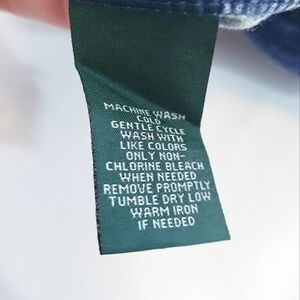 MACHINE WASH
COLD
GENTLE CYCLE
WASH WITH
LIKE COLORS
ONLY NON-
CHLORINE BLEACH
WHEN NEEDED
REMOVE PROMPTLY
TUMBLE DRY LOW
WARM IRON
IF NEEDED